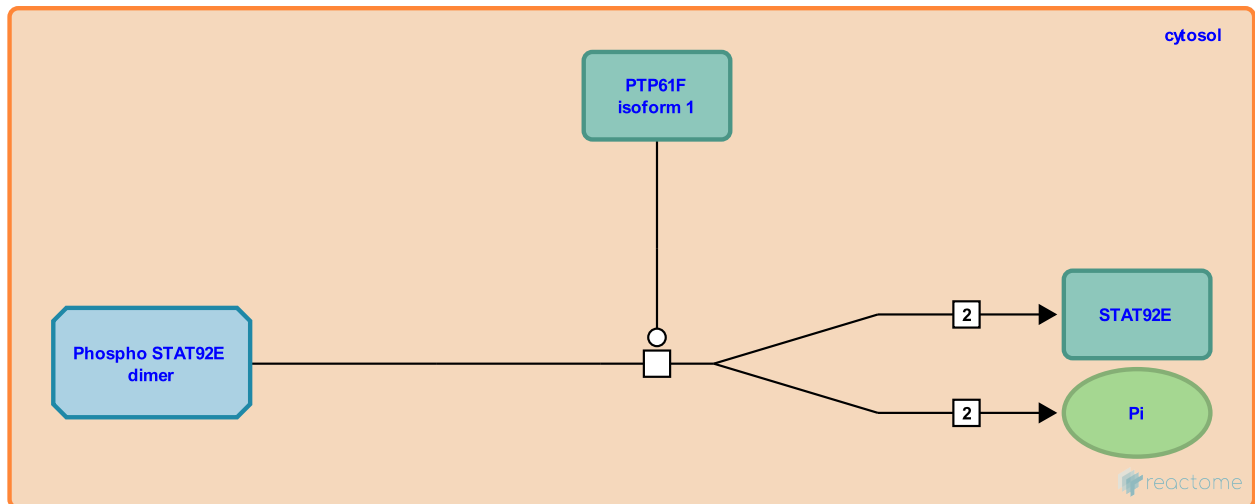 cytosol
PTP61F
isoform 1
2
STAT92E
Phospho STAT92E
dimer
2
Pi
reactome